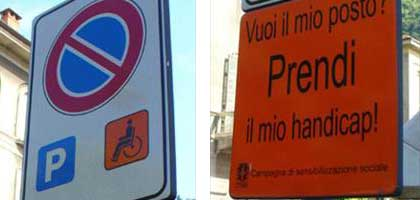 P
Vuoi il mio posto?
Prendi
il mio handicap!
Campagna di sensibilizzazione sociale